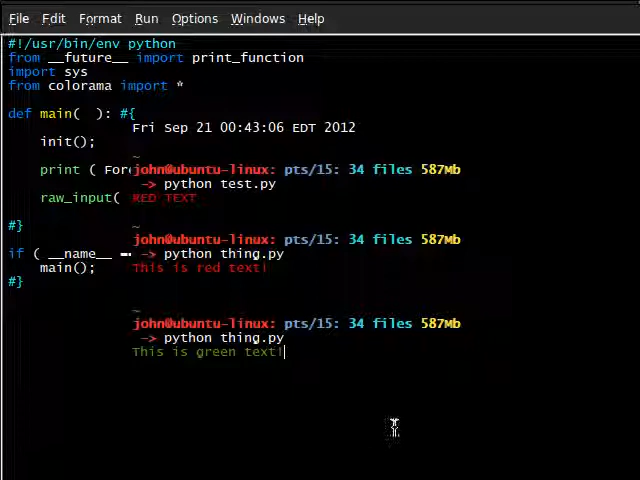 File Edit Format Run Options Windows Help
#!/usr/bin/env python
from __future__ import print_function
import sys
from colorama import *
def main(  ): #{
Fri Sep 21 00:43:06 EDT 2012
init();
~
john@ubuntu-linux: pts/15: 34 files 587Mb
print ( For
-> python test.py
raw_input(
RED TEXT
~
#}
john@ubuntu-linux: pts/15: 34 files 587Mb
if ( __name__ ==
-> python thing.py
main();
This is red text!
#}
~
john@ubuntu-linux: pts/15: 34 files 587Mb
-> python thing.py
This is green text!